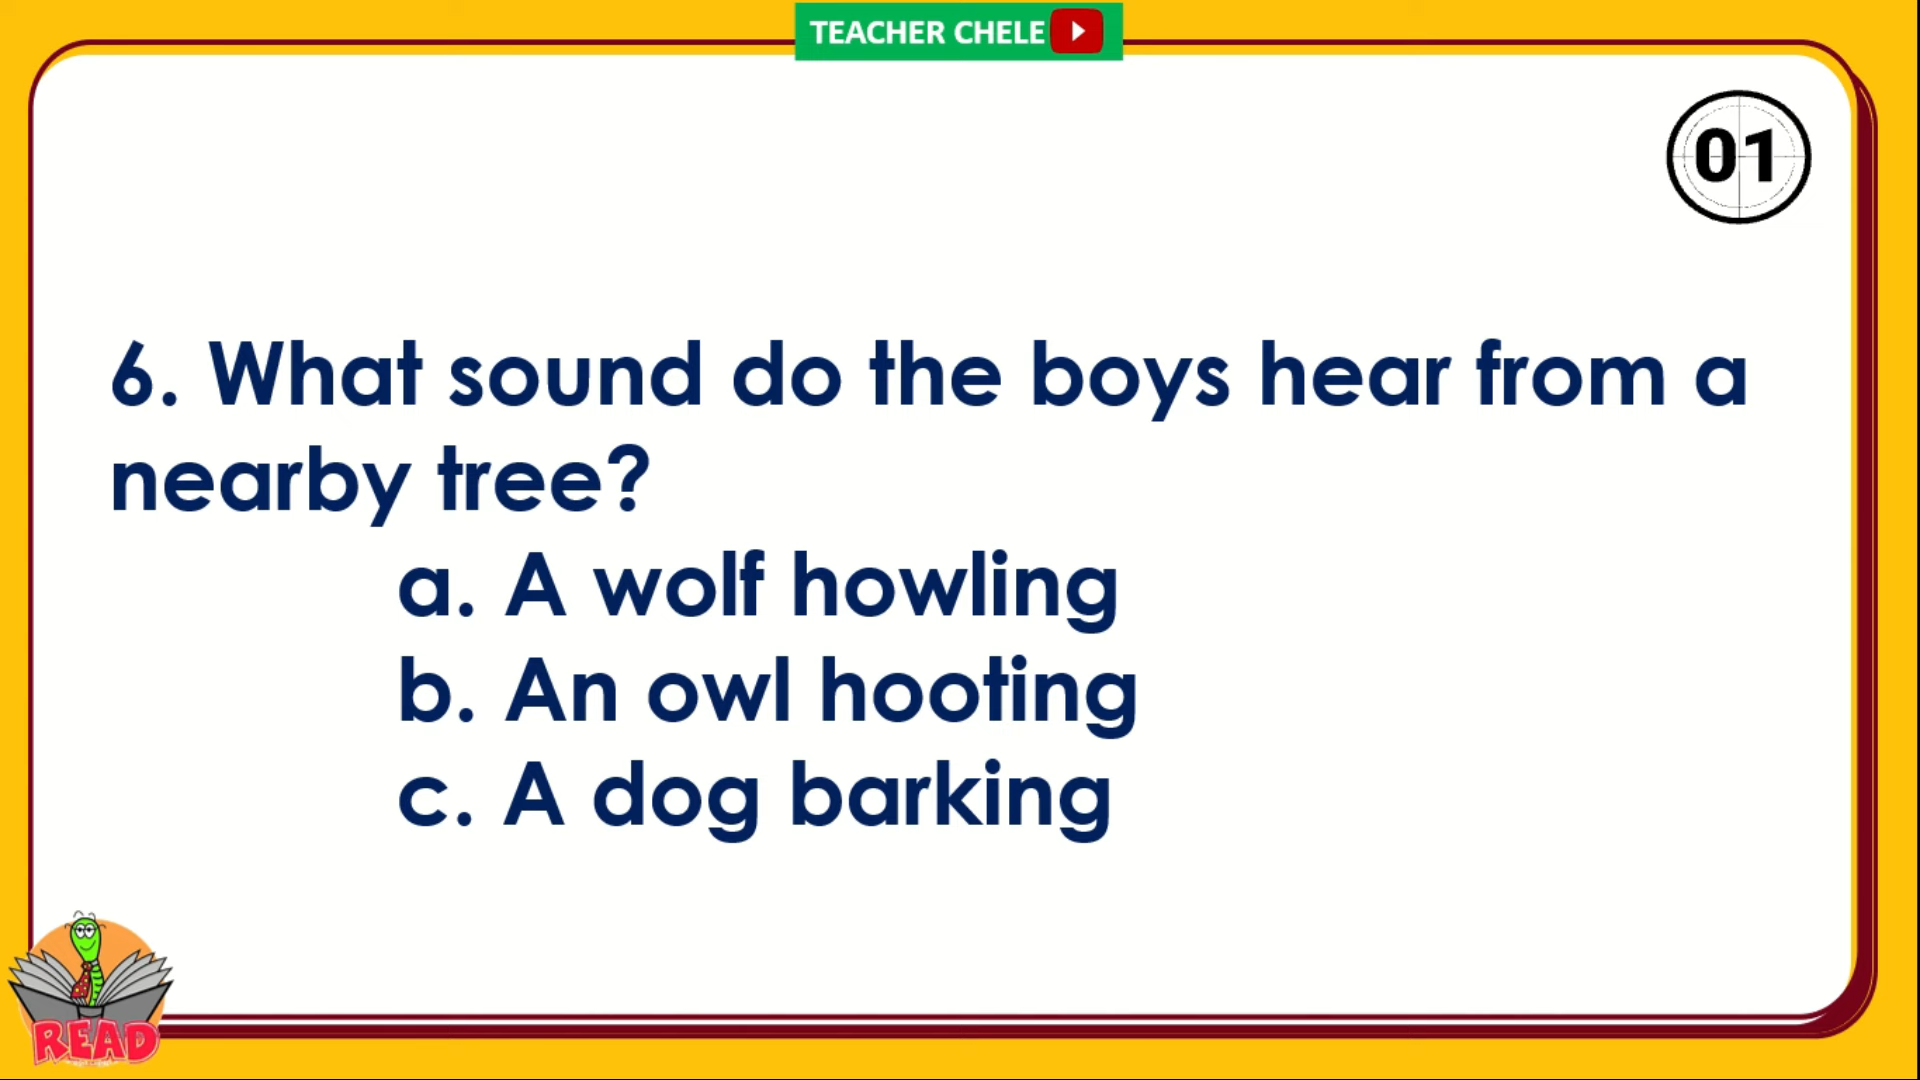 TEACHER CHELE
01
6. What sound do the boys hear from a
nearby tree?
a. A wolf howling
b. An owl hooting
c. A dog barking
READ